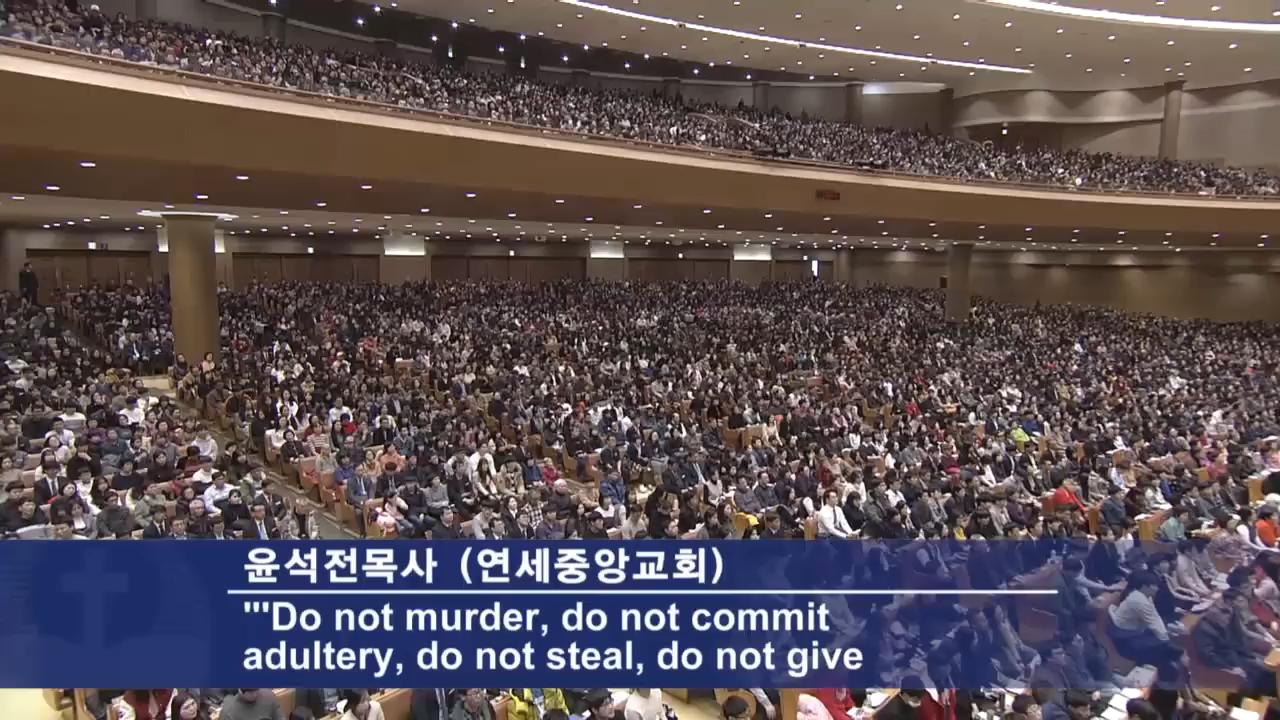 윤석전목사 (연세중앙교회)
"'Do not murder, do not commit
adultery, do not steal, do not give